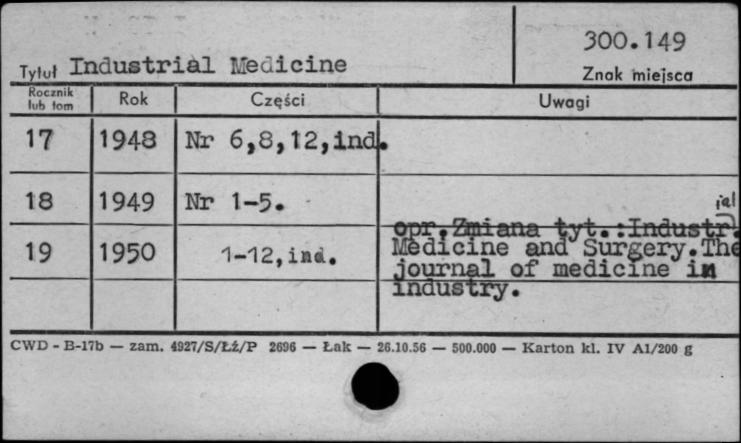 300.149
Tytuł Industrial Medicine
Znak miejsca
Rocznik lub tom Rok Części Uwagi
17 1948 Nr 6,8,12,ind.
18 1949 Nr 1-5.
ial
opr.Zmiana tyt.:Industr.
19 1950 1-12,ind. Medicine and Surgery.The
journal of medicine in
industry.
CWD - B-17b — zam. 4927/S/Łź/P 2696 — Łak — 26.10.56 — 500.000 — Karton kl. IV A1/200 g